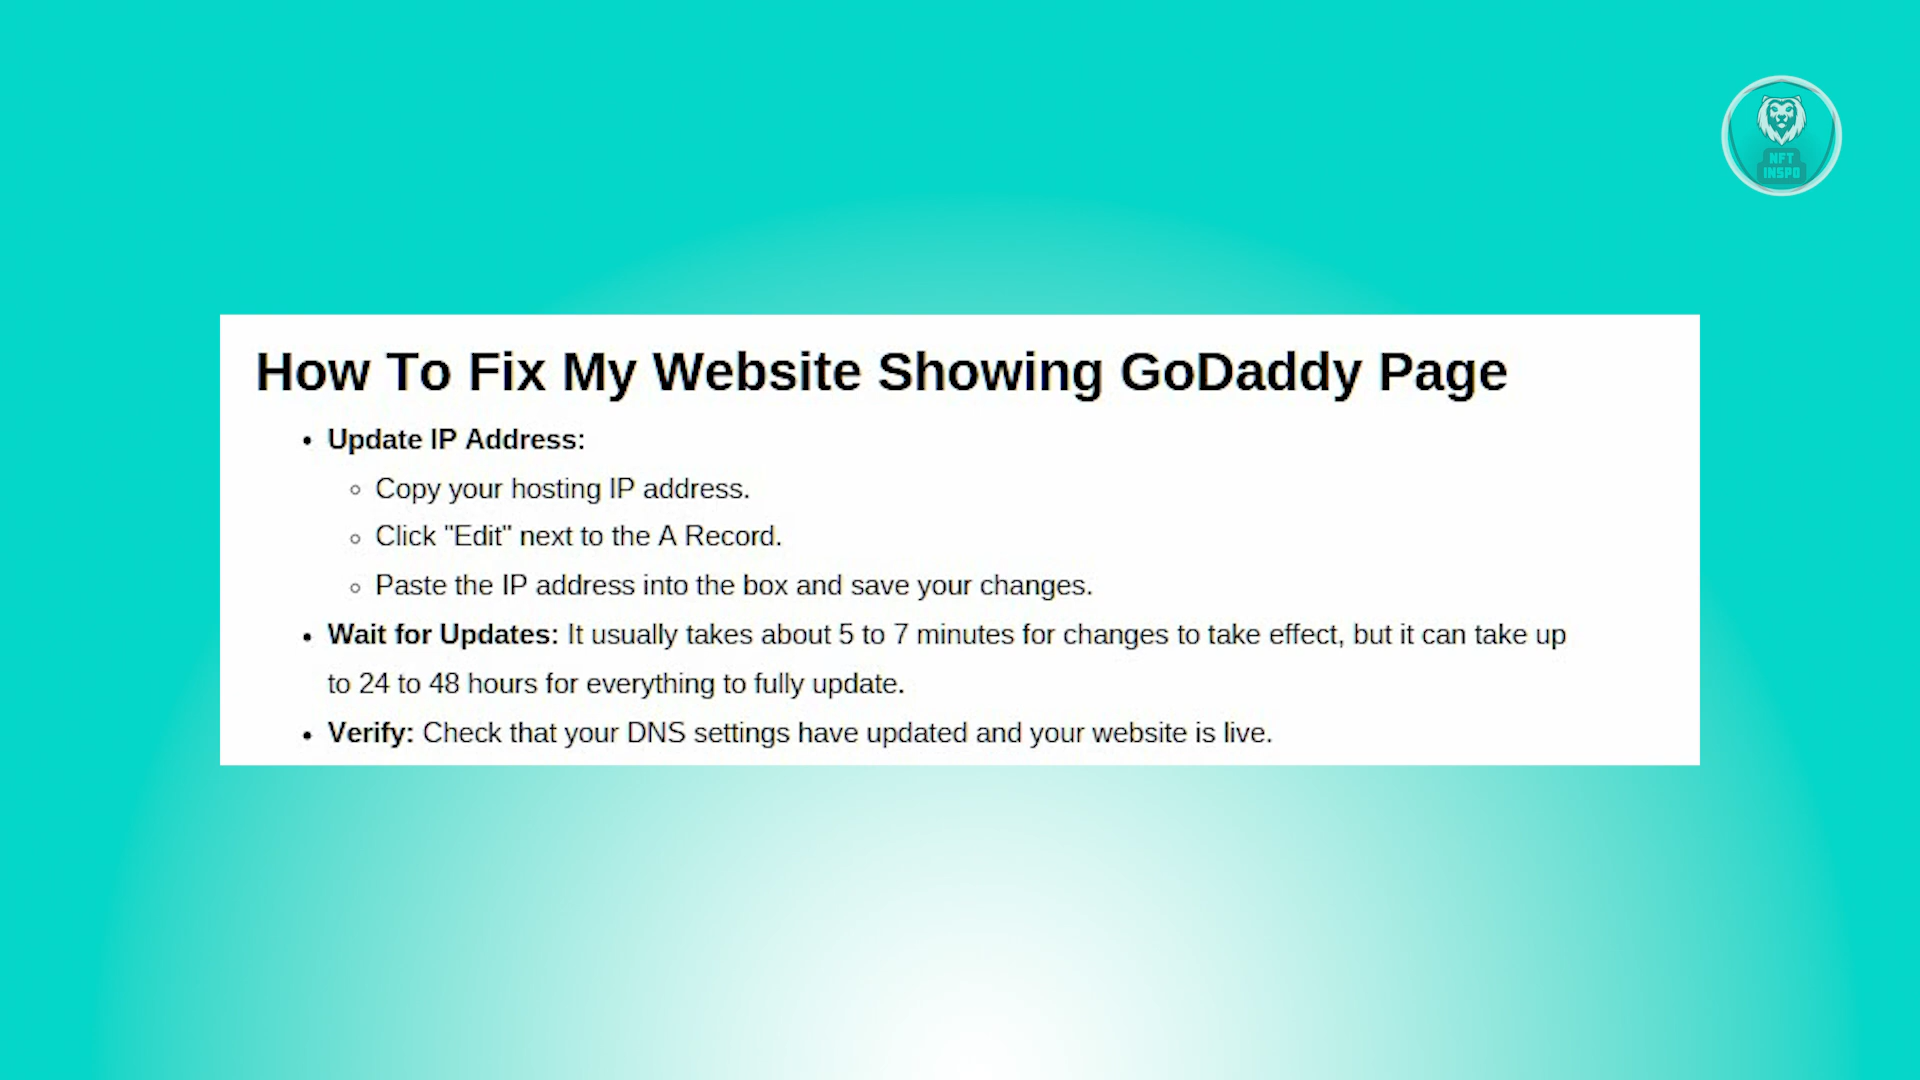 NFT
INSPO
How To Fix My Website Showing GoDaddy Page
• Update IP Address:
◦ Copy your hosting IP address.
◦ Click "Edit" next to the A Record.
◦ Paste the IP address into the box and save your changes.
• Wait for Updates: It usually takes about 5 to 7 minutes for changes to take effect, but it can take up
to 24 to 48 hours for everything to fully update.
• Verify: Check that your DNS settings have updated and your website is live.